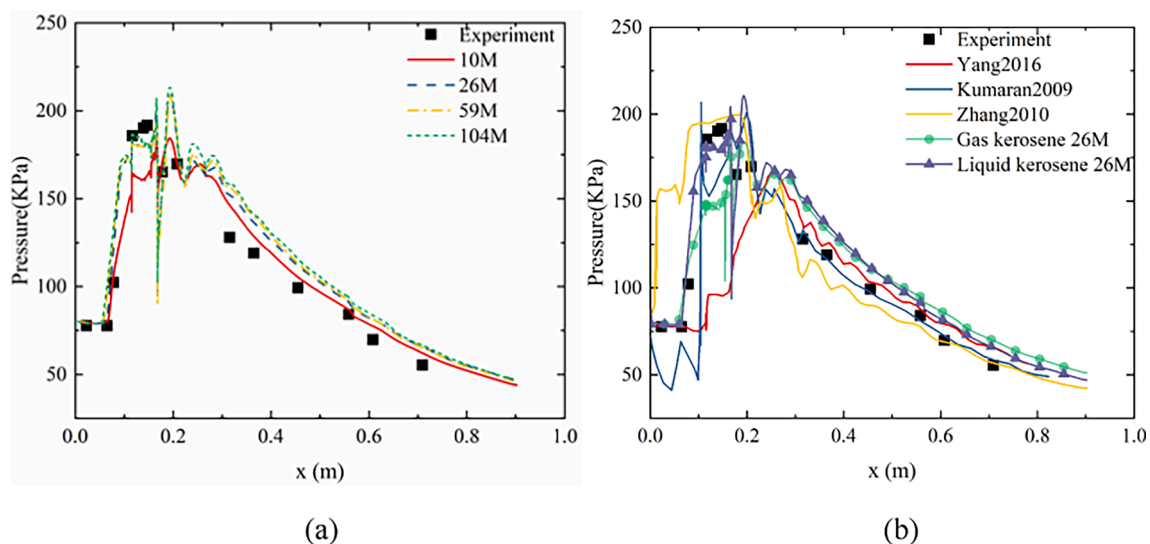 250
200
150
100
50
0.0 0.2 0.4 0.6 0.8 1.0
Pressure(KPa)
x (m)
Experiment
10M
26M
59M
104M
(a)
250
200
150
100
50
0.0 0.2 0.4 0.6 0.8 1.0
Pressure(KPa)
x (m)
Experiment
Yang2016
Kumaran2009
Zhang2010
Gas kerosene 26M
Liquid kerosene 26M
(b)